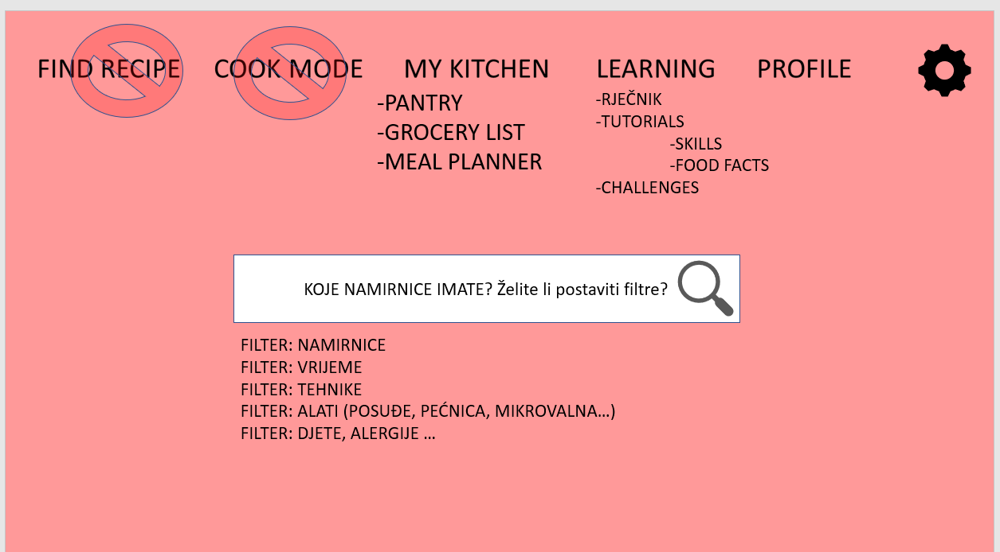 FIND RECIPE COOK MODE MY KITCHEN LEARNING PROFILE
-PANTRY
-GROCERY LIST
-MEAL PLANNER
-RJEČNIK
-TUTORIALS
-SKILLS
-FOOD FACTS
-CHALLENGES
KOJE NAMIRNICE IMATE? Želite li postaviti filtre?
FILTER: NAMIRNICE
FILTER: VRIJEME
FILTER: TEHNIKE
FILTER: ALATI (POSUĐE, PEĆNICA, MIKROVALNA...)
FILTER: DJETE, ALERGIJE ...